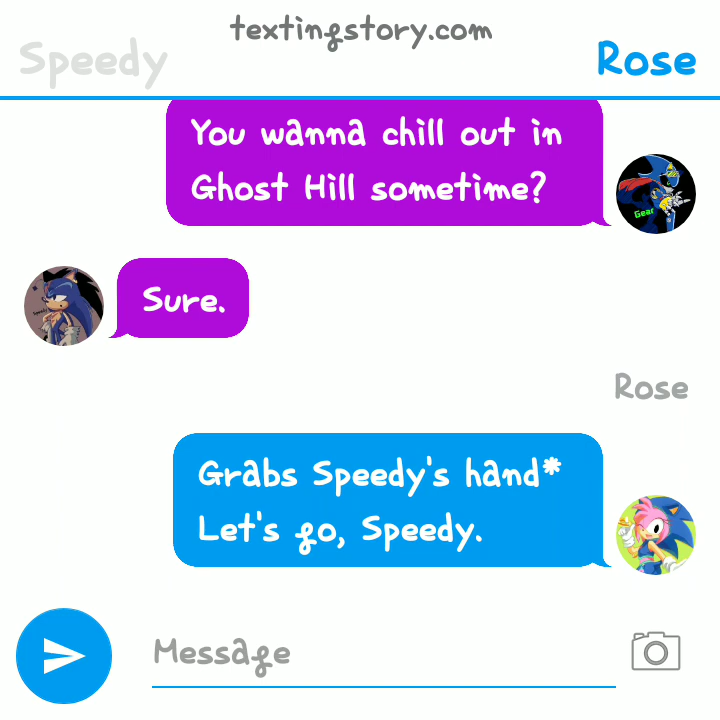 textingstory.com
Speedy
Rose
You wanna chill out in
Ghost Hill sometime?
Gear
Sure.
Rose
Grabs Speedy's hand*
Let's go, Speedy.
Message